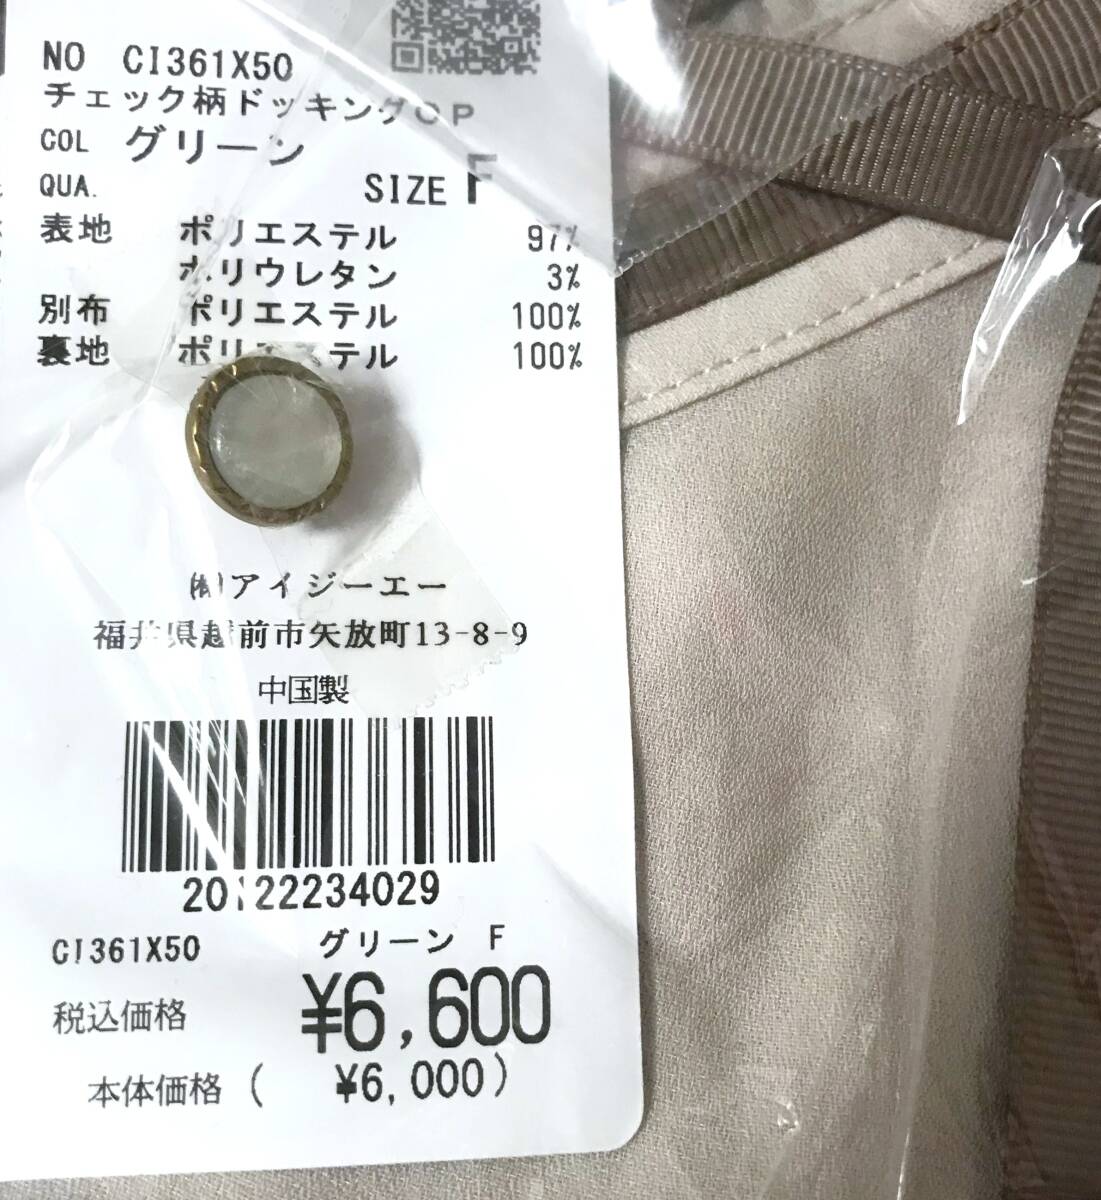 NO CI361X50
チェック柄ドッキングOP
COL グリーン
QUA. SIZE F
表地 ポリエステル 97%
ポリウレタン 3%
別布 ポリエステル 100%
裏地 ポリエステル 100%
㈱アイジーエー
福井県越前市矢放町13-8-9
中国製
20122234029
CI361X50 グリーン F
税込価格 ¥6,600
本体価格 ( ¥6,000)